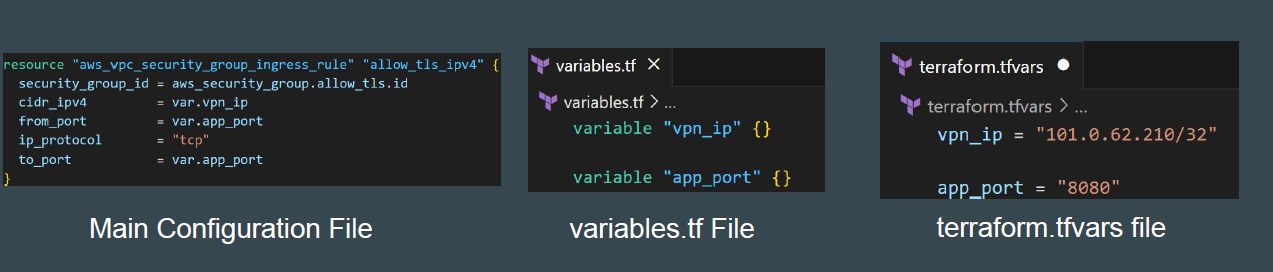 resource "aws_vpc_security_group_ingress_rule" "allow_tls_ipv4" {
  security_group_id = aws_security_group.allow_tls.id
  cidr_ipv4         = var.vpn_ip
  from_port         = var.app_port
  ip_protocol       = "tcp"
  to_port           = var.app_port
}
Main Configuration File
variables.tf ×
variables.tf > ...
variable "vpn_ip" {}
variable "app_port" {}
variables.tf File
terraform.tfvars ●
terraform.tfvars > ...
vpn_ip = "101.0.62.210/32"
app_port = "8080"
terraform.tfvars file